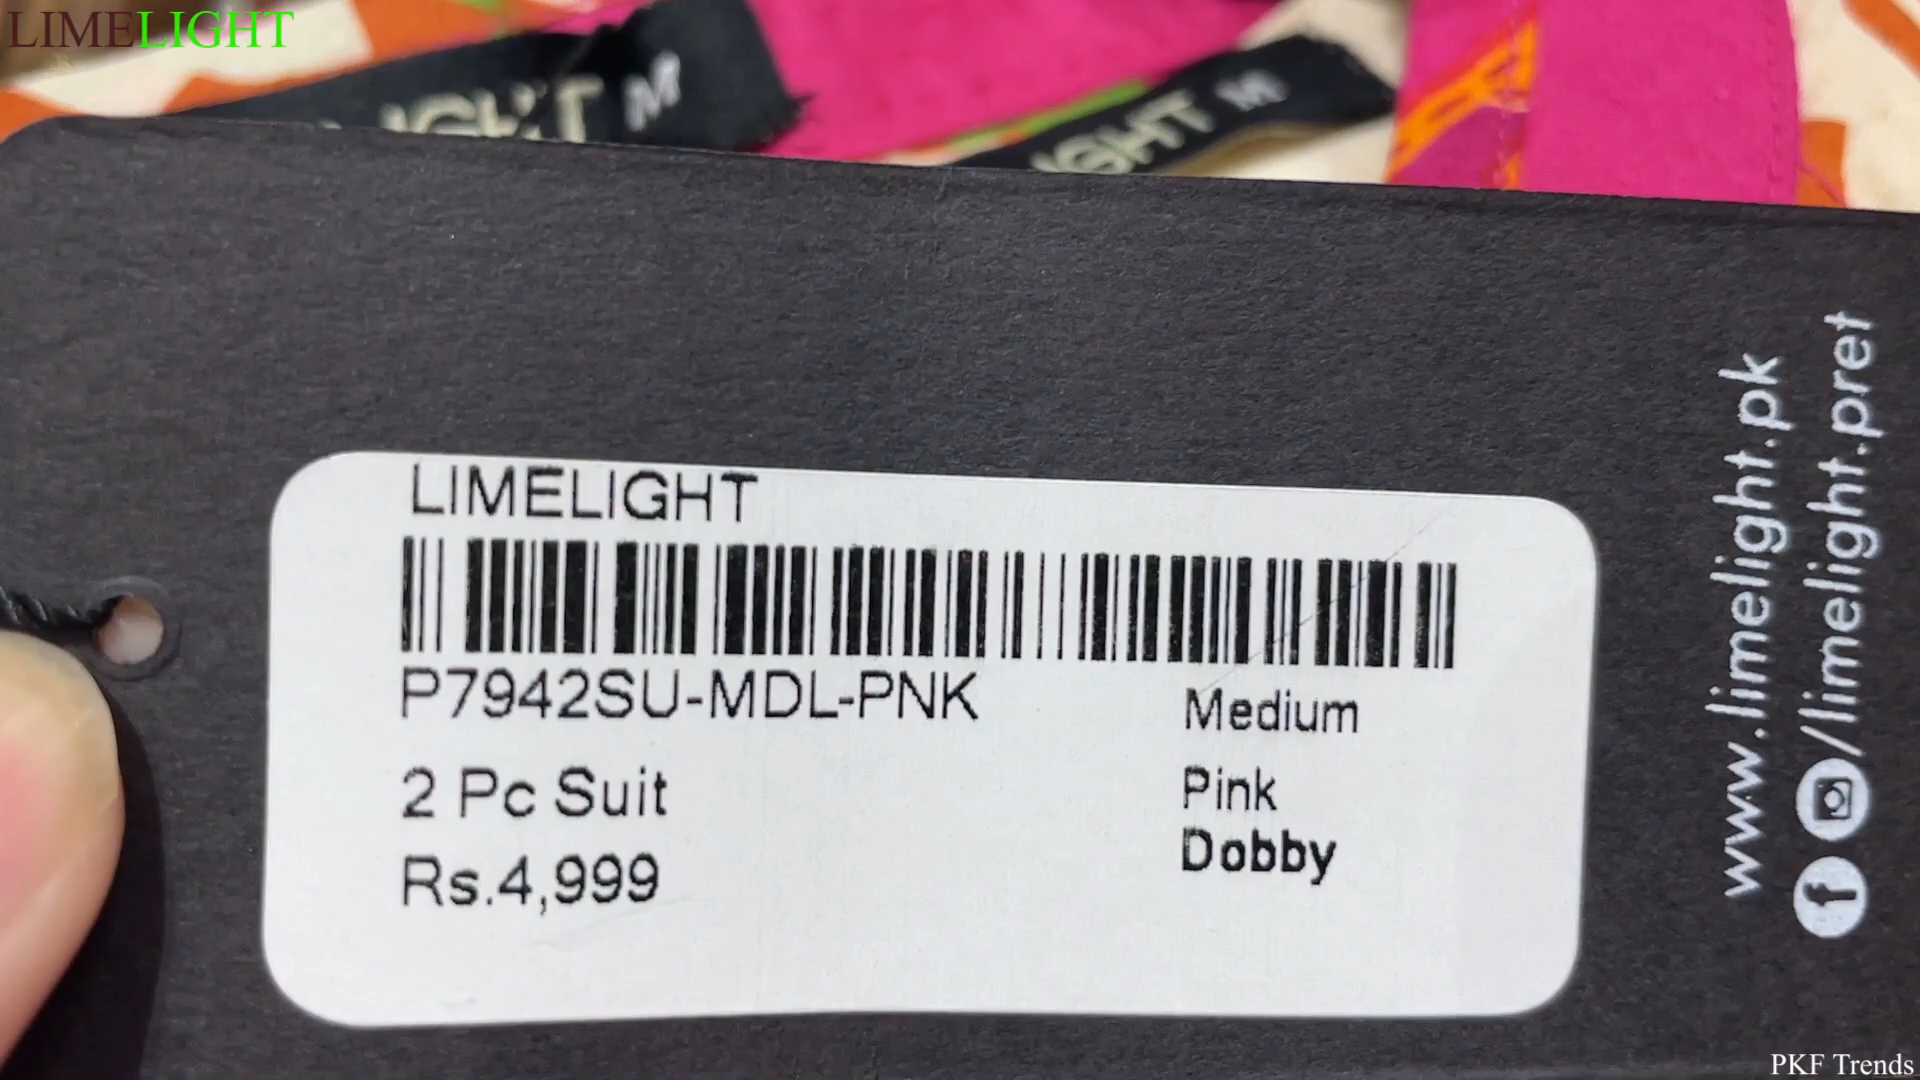 LIMELIGHT
LIGHT M
IGHT M
LIMELIGHT
P7942SU-MDL-PNK
Medium
2 Pc Suit
Pink
Dobby
Rs.4,999
www.limelight.pk
/limelight.pret
PKF Trends